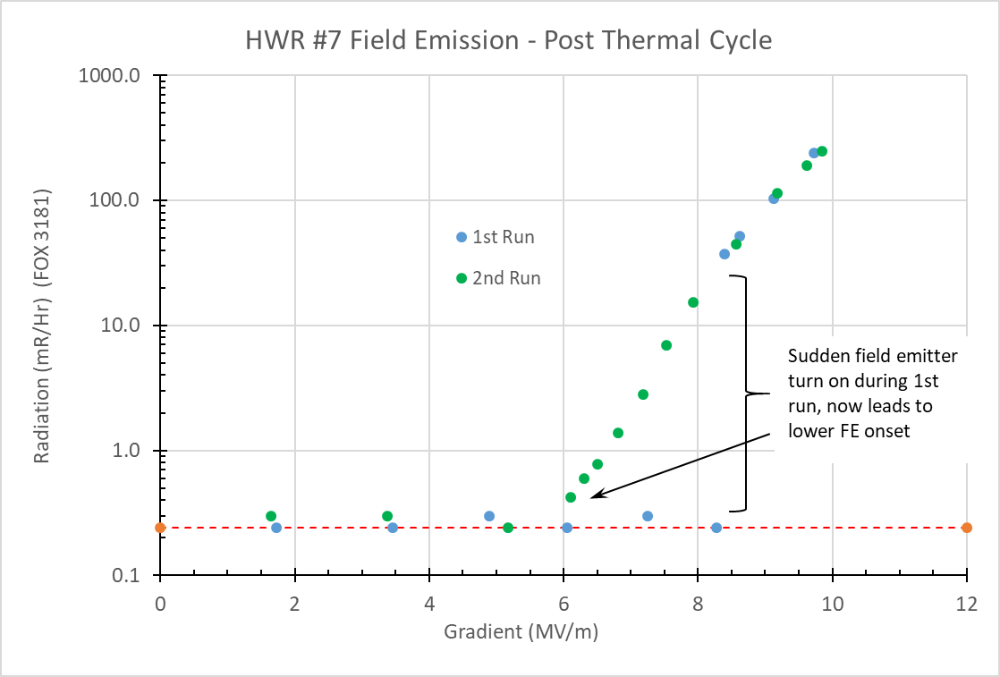 HWR #7 Field Emission - Post Thermal Cycle
1000.0
100.0
10.0
1.0
0.1
Radiation (mR/Hr) (FOX 3181)
1st Run
2nd Run
Sudden field emitter
turn on during 1st
run, now leads to
lower FE onset
0 2 4 6 8 10 12
Gradient (MV/m)